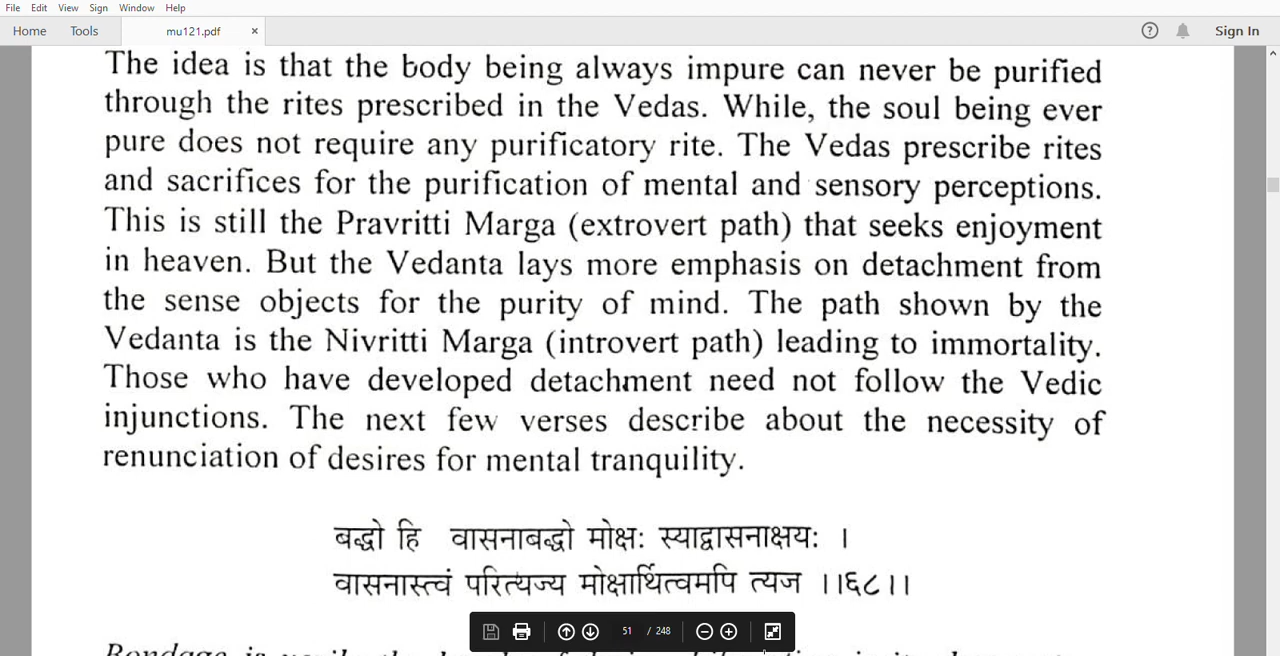 File Edit View Sign Window Help
Home Tools mu121.pdf × Sign In
The idea is that the body being always impure can never be purified
through the rites prescribed in the Vedas. While, the soul being ever
pure does not require any purificatory rite. The Vedas prescribe rites
and sacrifices for the purification of mental and sensory perceptions.
This is still the Pravritti Marga (extrovert path) that seeks enjoyment
in heaven. But the Vedanta lays more emphasis on detachment from
the sense objects for the purity of mind. The path shown by the
Vedanta is the Nivritti Marga (introvert path) leading to immortality.
Those who have developed detachment need not follow the Vedic
injunctions. The next few verses describe about the necessity of
renunciation of desires for mental tranquility.
बद्धो हि वासनाबद्धो मोक्षः स्याद्वासनाक्षयः ।
वासनास्त्वं परित्यज्य मोक्षार्थित्वमपि त्यज ।।६८।।
51 / 248